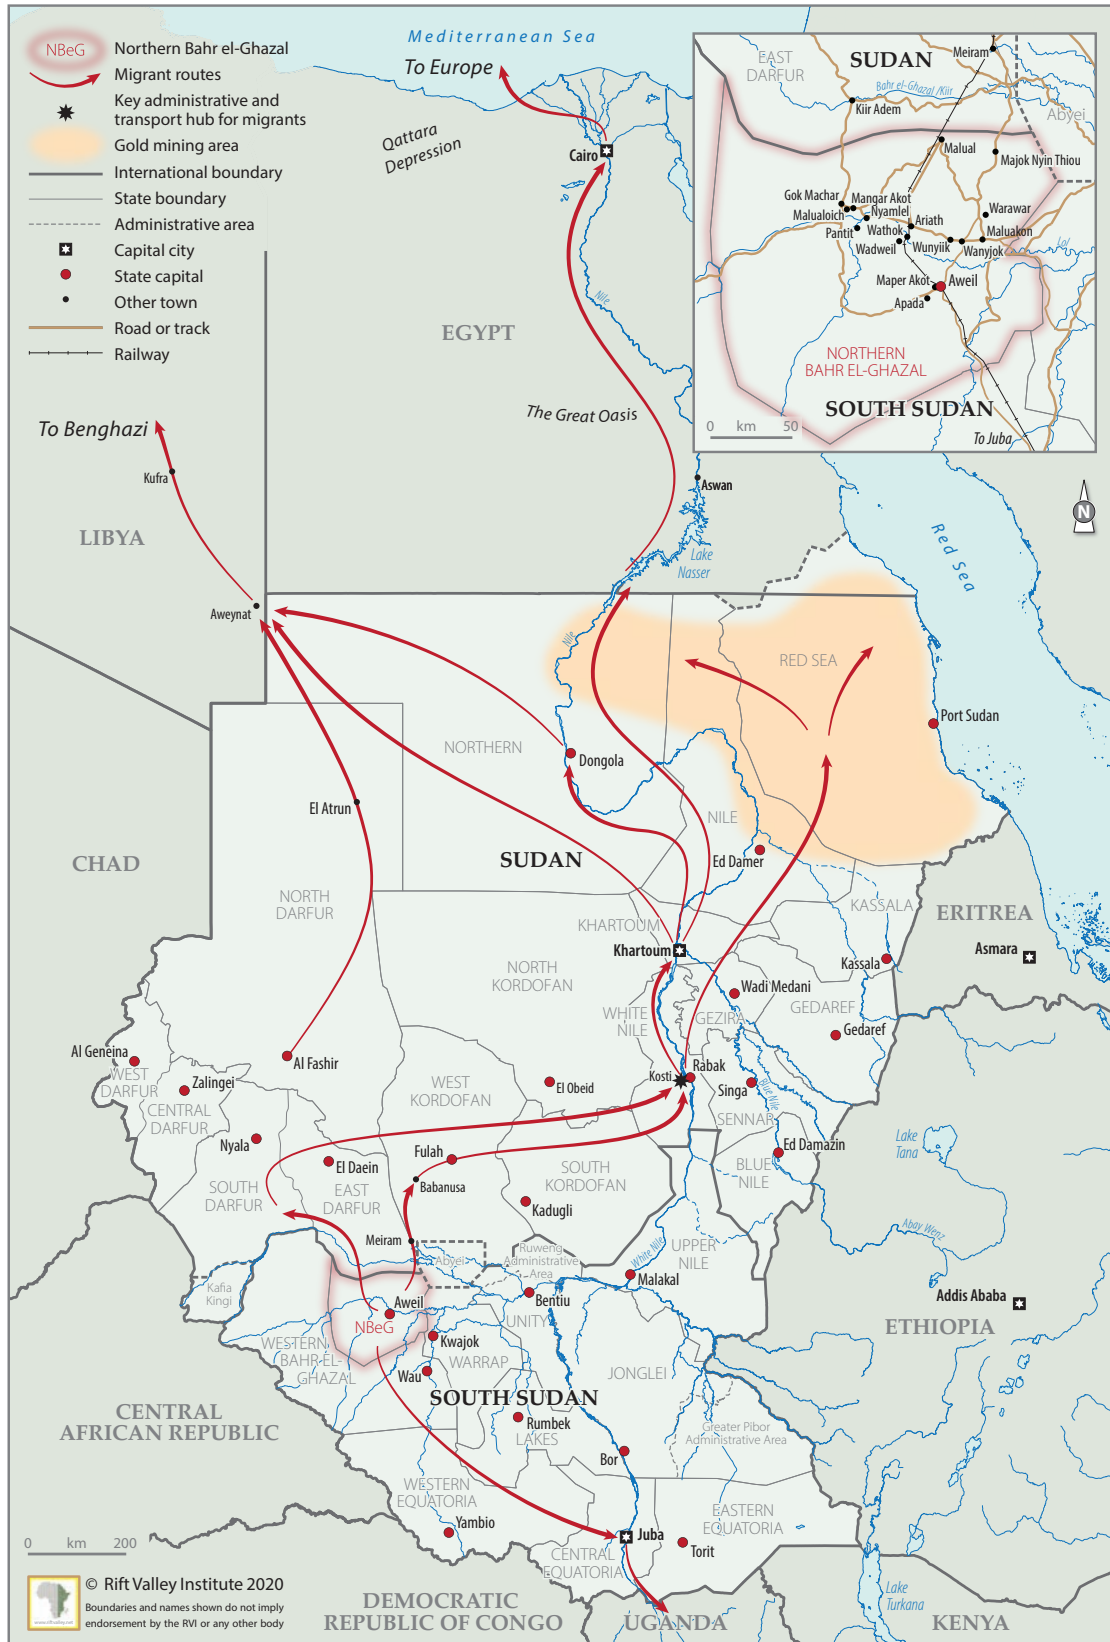 NBeG
Northern Bahr el-Ghazal
Migrant routes
Key administrative and
transport hub for migrants
Gold mining area
International boundary
State boundary
Administrative area
Capital city
State capital
Other town
Road or track
Railway
Mediterranean Sea
To Europe
Qattara
Depression
Cairo
Nile
EGYPT
The Great Oasis
To Benghazi
Kufra
LIBYA
Aswan
Lake
Nasser
Red Sea
N
EAST
DARFUR
SUDAN
Meiram
Bahr el-Ghazal /Kiir
Kiir Adem
Abyei
Malual
Majok Nyin Thiou
Gok Machar
Mangar Akot
Malualoich
Nyamlel
Warawar
Ariath
Pantit
Wathok
Maluakon
Wadweil
Wunyiik
Wanyjok
Lol
Maper Akot
Aweil
Apada
NORTHERN
BAHR EL-GHAZAL
SOUTH SUDAN
0 km 50
To Juba
Aweynat
Nile
RED SEA
Port Sudan
NORTHERN
Dongola
El Atrun
NILE
CHAD
SUDAN
Ed Damer
NORTH
DARFUR
KASSALA
KHARTOUM
ERITREA
Khartoum
Asmara
Kassala
NORTH
KORDOFAN
Wadi Medani
WHITE
NILE
GEZIRA
GEDAREF
Gedaref
Al Geneina
Al Fashir
WEST
DARFUR
Zalingei
Kosti
Rabak
WEST
KORDOFAN
El Obeid
Singa
Blue Nile
CENTRAL
DARFUR
SENNAR
Nyala
El Daein
Fulah
Ed Damazin
Lake
Tana
SOUTH
DARFUR
EAST
DARFUR
Babanusa
SOUTH
KORDOFAN
BLUE
NILE
Kadugli
Abay Wenz
Meiram
Abyei
Ruweng
Administrative
Area
White Nile
UPPER
NILE
Kafia
Kingi
Malakal
Aweil
Bentiu
Addis Ababa
NBeG
UNITY
ETHIOPIA
WESTERN
BAHR EL-
GHAZAL
Kwajok
WARRAP
Wau
JONGLEI
SOUTH SUDAN
CENTRAL
AFRICAN REPUBLIC
Rumbek
LAKES
Greater Pibor
Administrative Area
Bor
WESTERN
EQUATORIA
EASTERN
EQUATORIA
Yambio
Juba
Torit
0 km 200
CENTRAL
EQUATORIA
© Rift Valley Institute 2020
Boundaries and names shown do not imply
endorsement by the RVI or any other body
www.riftvalley.net
DEMOCRATIC
REPUBLIC OF CONGO
UGANDA
Lake
Turkana
KENYA